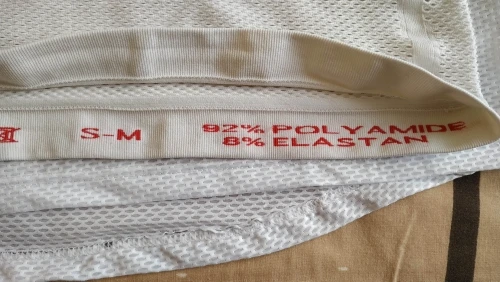 S-M
92% POLYAMIDE
8% ELASTAN